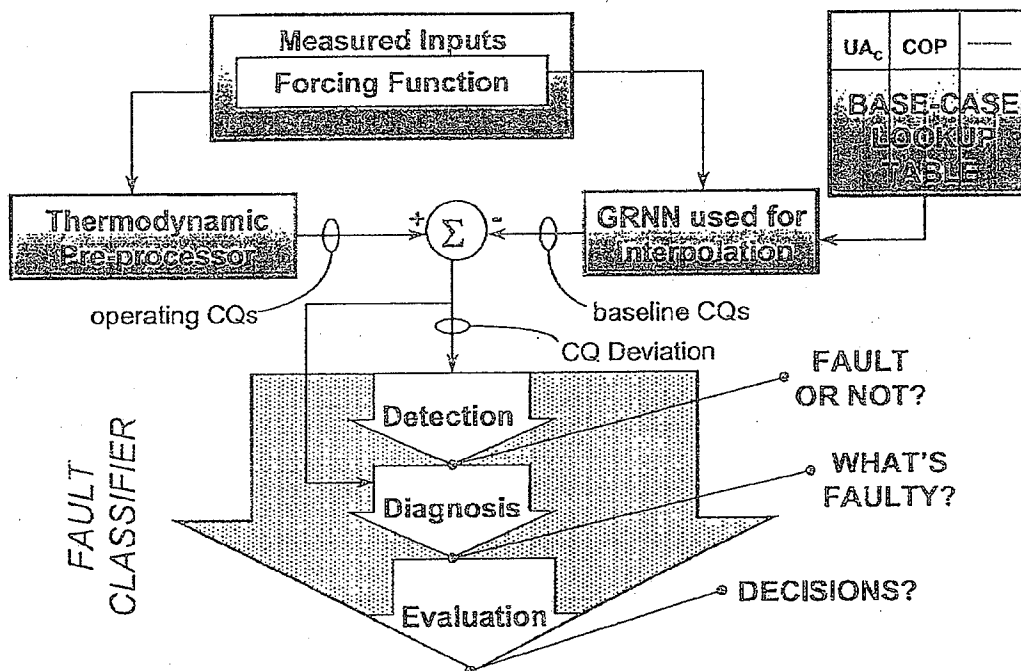 Measured Inputs
Forcing Function
UAc COP
BASE-CASE
LOOKUP
TABLE
Thermodynamic
Pre-processor
+ Σ -
GRNN used for
Interpolation
operating CQs
baseline CQs
CQ Deviation
FAULT
CLASSIFIER
Detection
FAULT
OR NOT?
Diagnosis
WHAT'S
FAULTY?
Evaluation
DECISIONS?